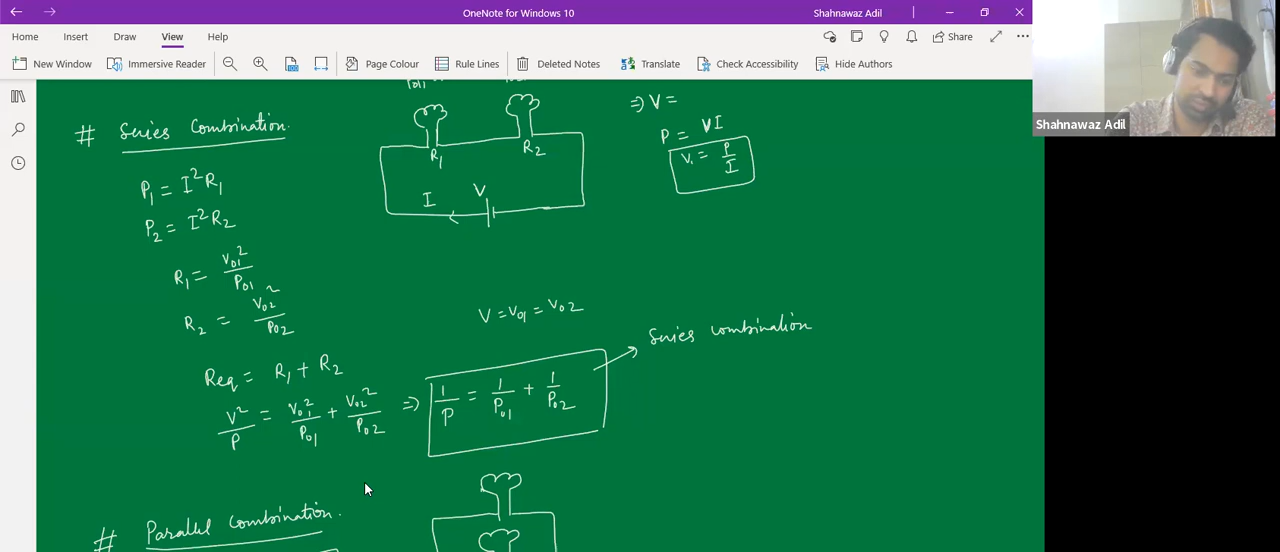 OneNote for Windows 10
Shahnawaz Adil
Home Insert Draw View Help
Share
New Window Immersive Reader Page Colour Rule Lines Deleted Notes Translate Check Accessibility Hide Authors
Shahnawaz Adil
# Series Combination.
P₁ = I²R₁
P₂ = I²R₂
R₁ = V₀₁²/P₀₁
R₂ = V₀₂²/P₀₂
Req = R₁ + R₂
V²/P = V₀₁²/P₀₁ + V₀₂²/P₀₂ ⇒ 1/P = 1/P₀₁ + 1/P₀₂
P₀₁
R₁ R₂
I V
⇒ V =
P = VI
V₁ = P/I
V = V₀₁ = V₀₂
Series combination
# Parallel combination.